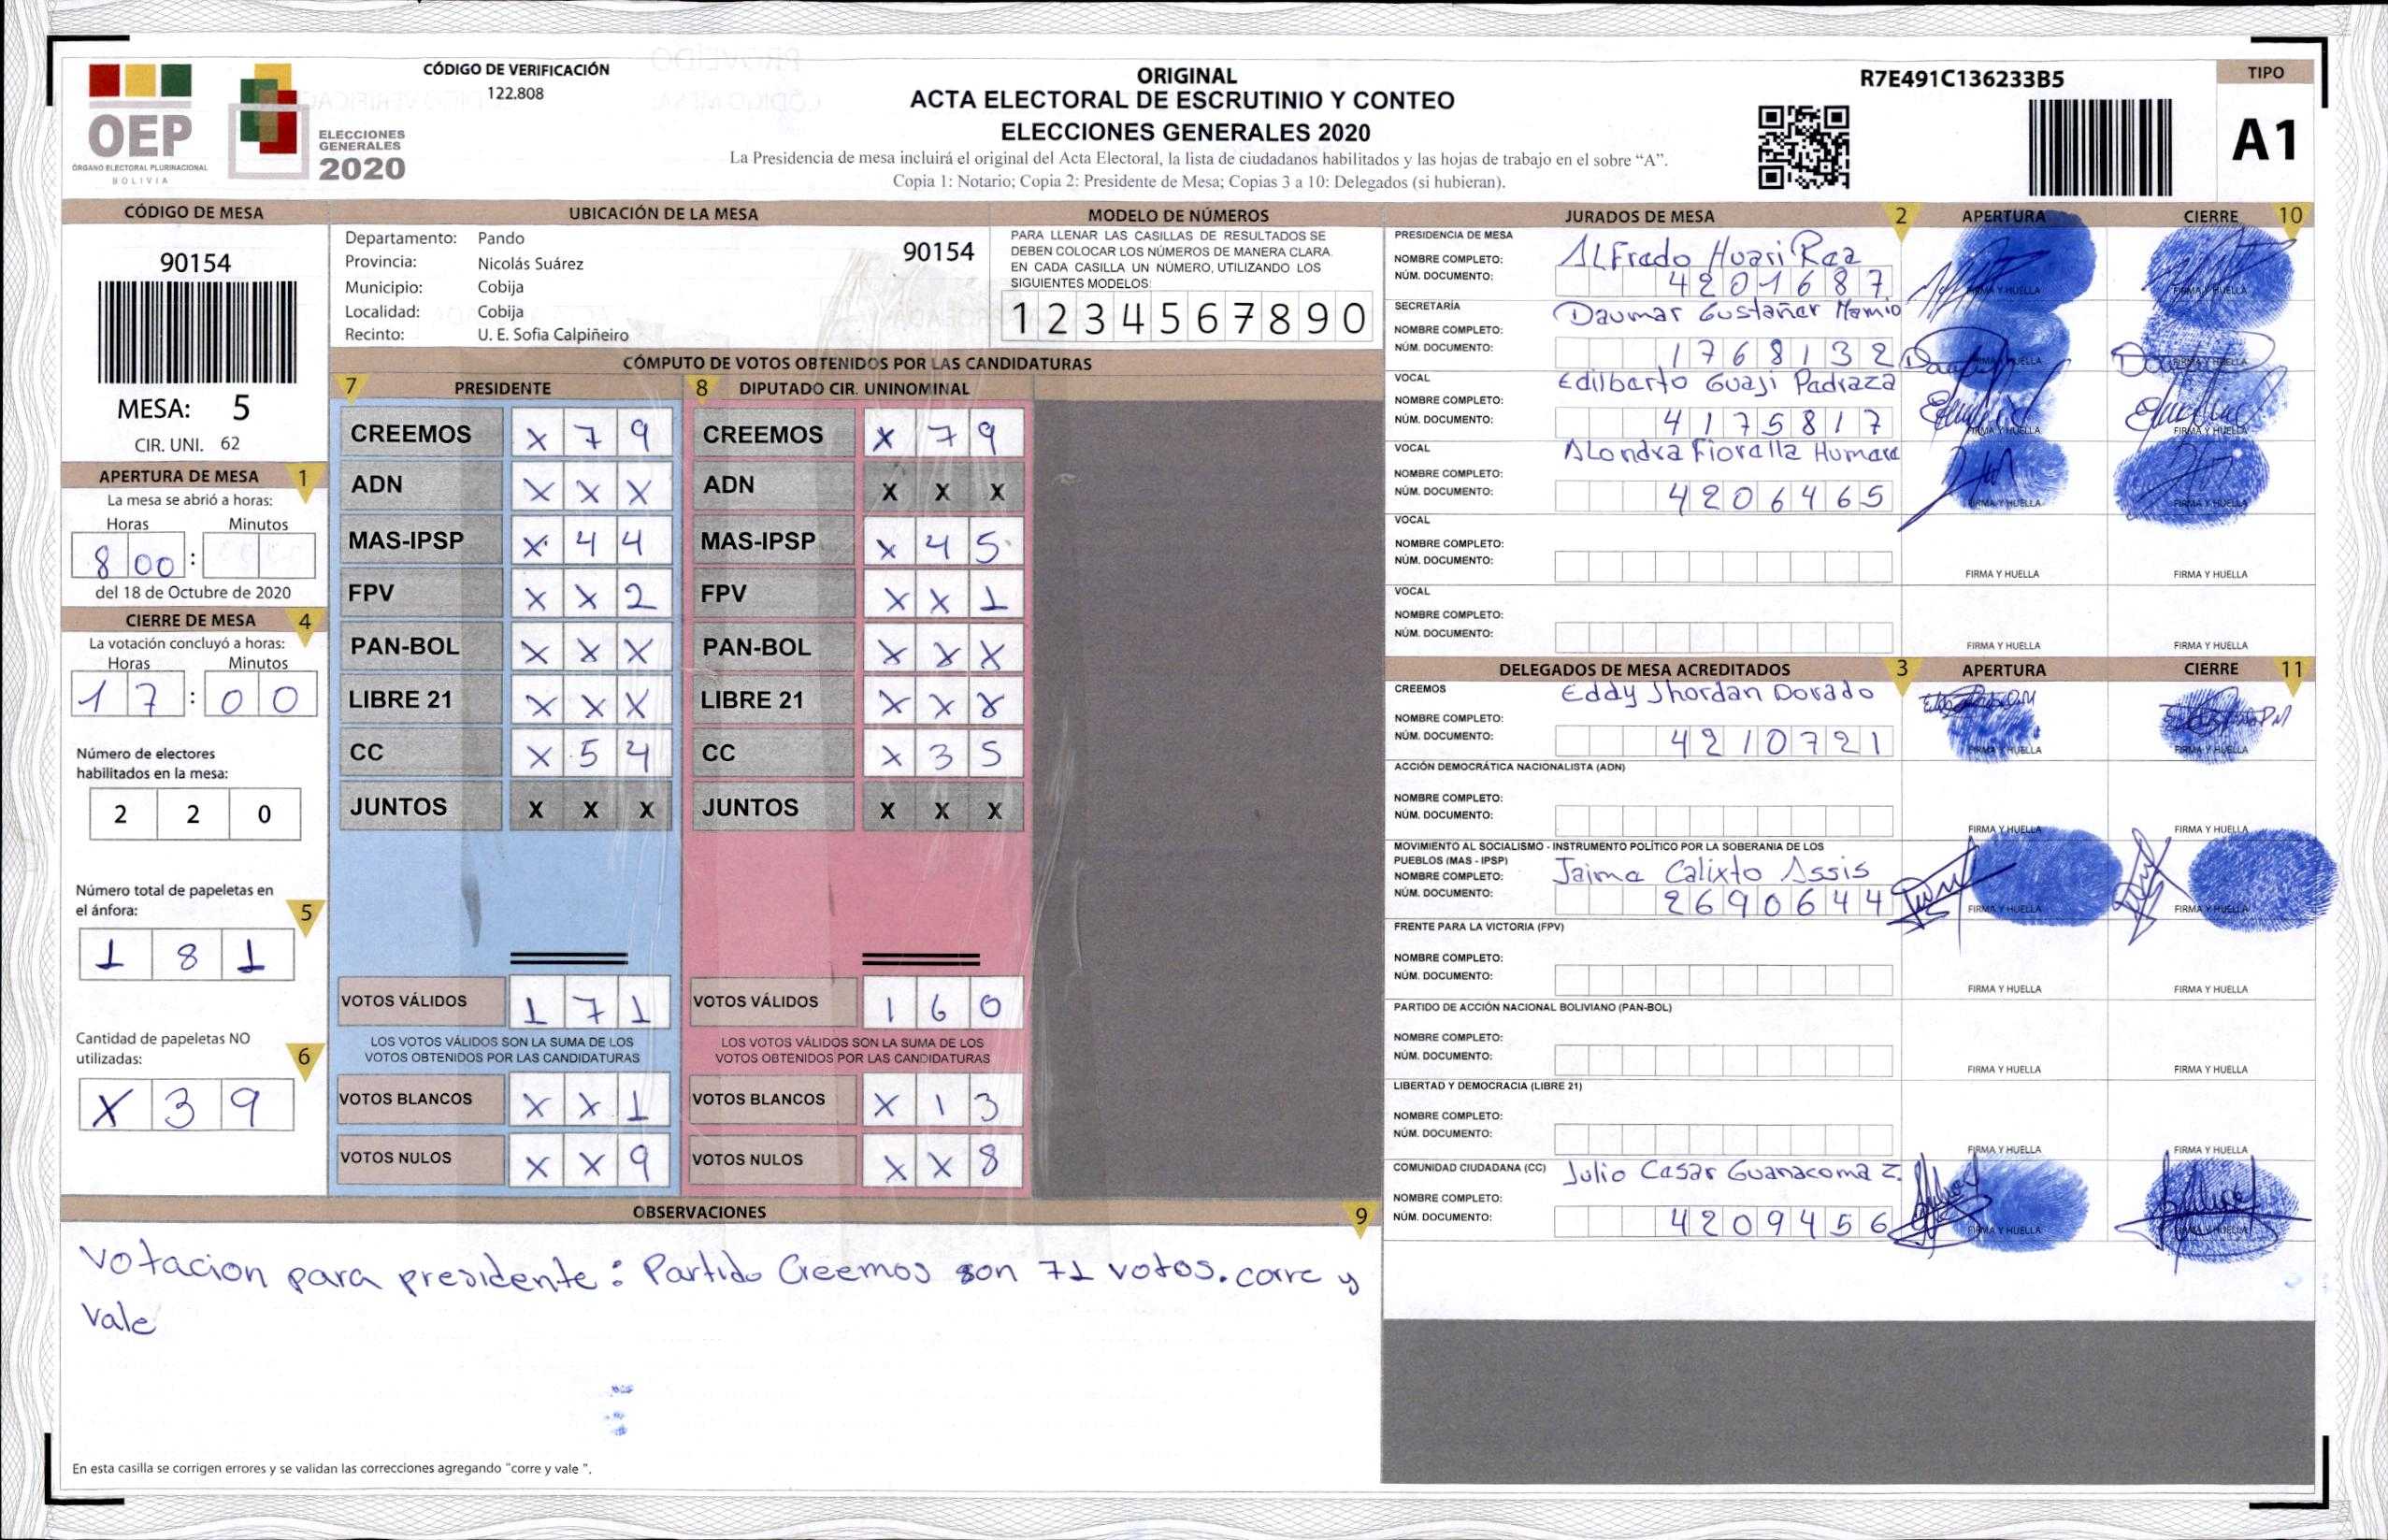 OEP
ÓRGANO ELECTORAL PLURINACIONAL
BOLIVIA
ELECCIONES
GENERALES
2020
CÓDIGO DE VERIFICACIÓN
122.808
ORIGINAL
ACTA ELECTORAL DE ESCRUTINIO Y CONTEO
ELECCIONES GENERALES 2020
La Presidencia de mesa incluirá el original del Acta Electoral, la lista de ciudadanos habilitados y las hojas de trabajo en el sobre “A”.
Copia 1: Notario; Copia 2: Presidente de Mesa; Copias 3 a 10: Delegados (si hubieran).
R7E491C136233B5
TIPO
A1
CÓDIGO DE MESA
90154
MESA: 5
CIR. UNI. 62
UBICACIÓN DE LA MESA
Departamento: Pando
90154
Provincia: Nicolás Suárez
Municipio: Cobija
Localidad: Cobija
Recinto: U. E. Sofia Calpiñeiro
MODELO DE NÚMEROS
PARA LLENAR LAS CASILLAS DE RESULTADOS SE
DEBEN COLOCAR LOS NÚMEROS DE MANERA CLARA.
EN CADA CASILLA UN NÚMERO, UTILIZANDO LOS
SIGUIENTES MODELOS:
1 2 3 4 5 6 7 8 9 0
APERTURA DE MESA 1
La mesa se abrió a horas:
Horas Minutos
8 00 :
del 18 de Octubre de 2020
CIERRE DE MESA 4
La votación concluyó a horas:
Horas Minutos
1 7 : 0 0
Número de electores
habilitados en la mesa:
2 2 0
Número total de papeletas en
el ánfora: 5
1 8 1
Cantidad de papeletas NO
utilizadas: 6
X 3 9
CÓMPUTO DE VOTOS OBTENIDOS POR LAS CANDIDATURAS
7 PRESIDENTE
CREEMOS X 7 9
ADN X X X
MAS-IPSP X 4 4
FPV X X 2
PAN-BOL X X X
LIBRE 21 X X X
CC X 5 4
JUNTOS X X X
VOTOS VÁLIDOS 1 7 1
LOS VOTOS VÁLIDOS SON LA SUMA DE LOS
VOTOS OBTENIDOS POR LAS CANDIDATURAS
VOTOS BLANCOS X X 1
VOTOS NULOS X X 9
8 DIPUTADO CIR. UNINOMINAL
CREEMOS X 7 9
ADN X X X
MAS-IPSP X 4 5
FPV X X 1
PAN-BOL X X X
LIBRE 21 X X X
CC X 3 5
JUNTOS X X X
VOTOS VÁLIDOS 1 6 0
LOS VOTOS VÁLIDOS SON LA SUMA DE LOS
VOTOS OBTENIDOS POR LAS CANDIDATURAS
VOTOS BLANCOS X 1 3
VOTOS NULOS X X 8
OBSERVACIONES 9
Votacion para presidente: Partido Creemos son 71 votos. corre y
Vale
En esta casilla se corrigen errores y se validan las correcciones agregando "corre y vale ".
JURADOS DE MESA 2 APERTURA CIERRE 10
PRESIDENCIA DE MESA
NOMBRE COMPLETO: ALFredo Huari Rea
NÚM. DOCUMENTO: 4201687
FIRMA Y HUELLA FIRMA Y HUELLA
SECRETARÍA
NOMBRE COMPLETO: Daumar Gustañer Mamio
NÚM. DOCUMENTO: 1768132
FIRMA Y HUELLA FIRMA Y HUELLA
VOCAL
NOMBRE COMPLETO: Edilberto Guaji Pedraza
NÚM. DOCUMENTO: 4175817
FIRMA Y HUELLA FIRMA Y HUELLA
VOCAL
NOMBRE COMPLETO: Alondra Fiorella
NÚM. DOCUMENTO: 4206465
FIRMA Y HUELLA FIRMA Y HUELLA
VOCAL
NOMBRE COMPLETO:
NÚM. DOCUMENTO:
FIRMA Y HUELLA FIRMA Y HUELLA
VOCAL
NOMBRE COMPLETO:
NÚM. DOCUMENTO:
FIRMA Y HUELLA FIRMA Y HUELLA
DELEGADOS DE MESA ACREDITADOS 3 APERTURA CIERRE 11
CREEMOS
NOMBRE COMPLETO: Eddy Jhordan Dorado
NÚM. DOCUMENTO: 4210721
FIRMA Y HUELLA FIRMA Y HUELLA
ACCIÓN DEMOCRÁTICA NACIONALISTA (ADN)
NOMBRE COMPLETO:
NÚM. DOCUMENTO:
FIRMA Y HUELLA FIRMA Y HUELLA
MOVIMIENTO AL SOCIALISMO - INSTRUMENTO POLÍTICO POR LA SOBERANIA DE LOS
PUEBLOS (MAS - IPSP)
NOMBRE COMPLETO: Jaime Calixto Assis
NÚM. DOCUMENTO: 2690644
FIRMA Y HUELLA FIRMA Y HUELLA
FRENTE PARA LA VICTORIA (FPV)
NOMBRE COMPLETO:
NÚM. DOCUMENTO:
FIRMA Y HUELLA FIRMA Y HUELLA
PARTIDO DE ACCIÓN NACIONAL BOLIVIANO (PAN-BOL)
NOMBRE COMPLETO:
NÚM. DOCUMENTO:
FIRMA Y HUELLA FIRMA Y HUELLA
LIBERTAD Y DEMOCRACIA (LIBRE 21)
NOMBRE COMPLETO:
NÚM. DOCUMENTO:
FIRMA Y HUELLA FIRMA Y HUELLA
COMUNIDAD CIUDADANA (CC)
NOMBRE COMPLETO: Julio Cesar Guanacoma Z.
NÚM. DOCUMENTO: 4209456
FIRMA Y HUELLA FIRMA Y HUELLA